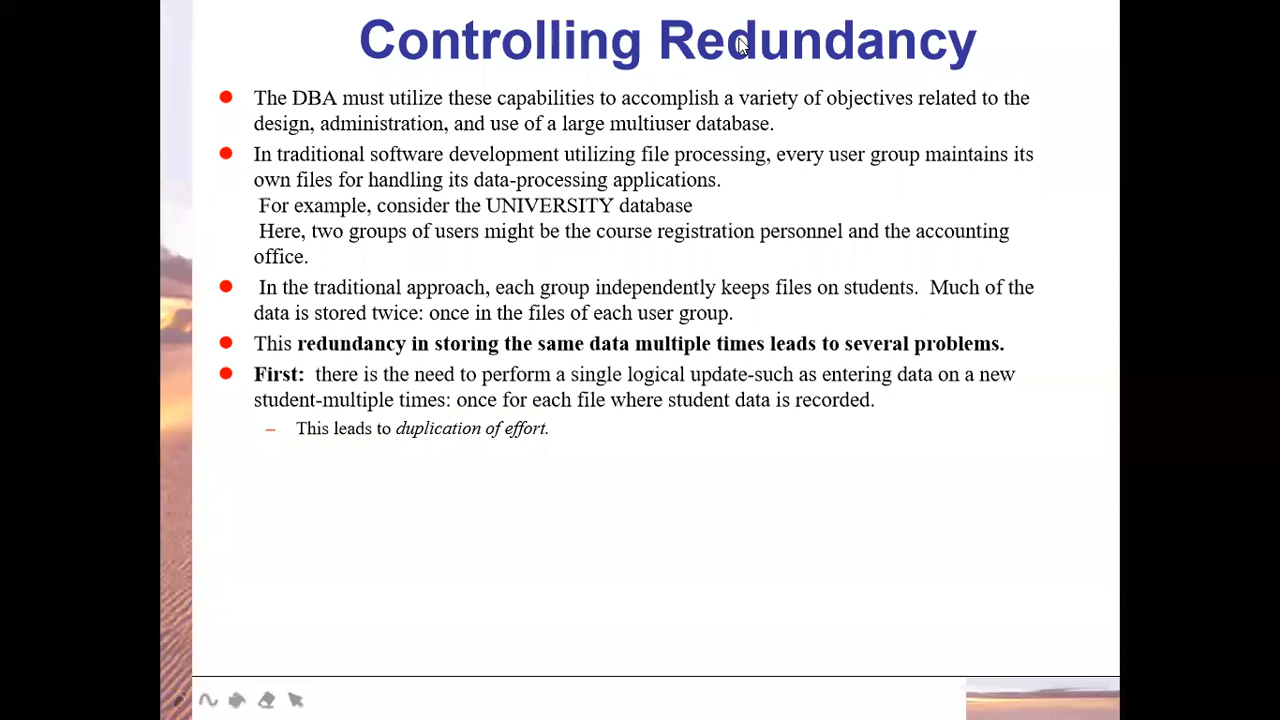 Controlling Redundancy
The DBA must utilize these capabilities to accomplish a variety of objectives related to the
design, administration, and use of a large multiuser database.
In traditional software development utilizing file processing, every user group maintains its
own files for handling its data-processing applications.
For example, consider the UNIVERSITY database
Here, two groups of users might be the course registration personnel and the accounting
office.
In the traditional approach, each group independently keeps files on students. Much of the
data is stored twice: once in the files of each user group.
This redundancy in storing the same data multiple times leads to several problems.
First: there is the need to perform a single logical update-such as entering data on a new
student-multiple times: once for each file where student data is recorded.
– This leads to duplication of effort.